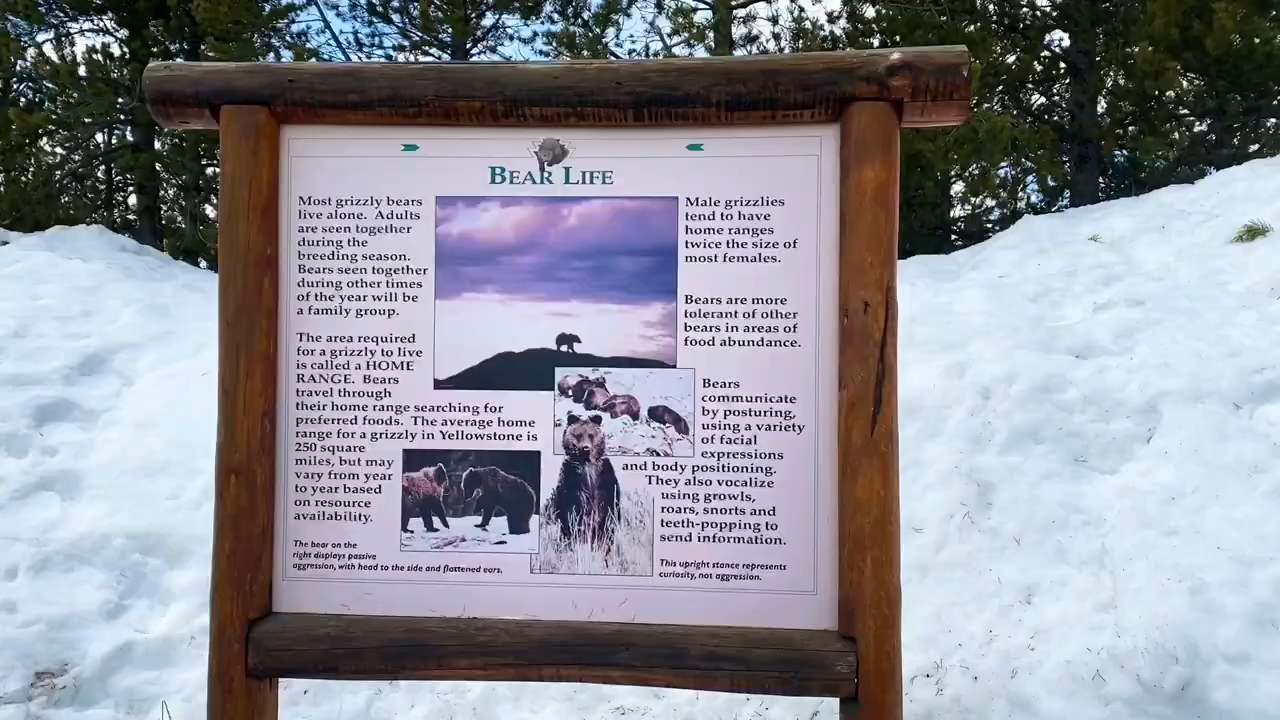 BEAR LIFE
Most grizzly bears
live alone. Adults
are seen together
during the
breeding season.
Bears seen together
during other times
of the year will be
a family group.
The area required
for a grizzly to live
is called a HOME
RANGE. Bears
travel through
their home range searching for
preferred foods. The average home
range for a grizzly in Yellowstone is
250 square
miles, but may
vary from year
to year based
on resource
availability.
The bear on the
right displays passive
aggression, with head to the side and flattened ears.
Male grizzlies
tend to have
home ranges
twice the size of
most females.
Bears are more
tolerant of other
bears in areas of
food abundance.
Bears
communicate
by posturing,
using a variety
of facial
expressions
and body positioning.
They also vocalize
using growls,
roars, snorts and
teeth-popping to
send information.
This upright stance represents
curiosity, not aggression.